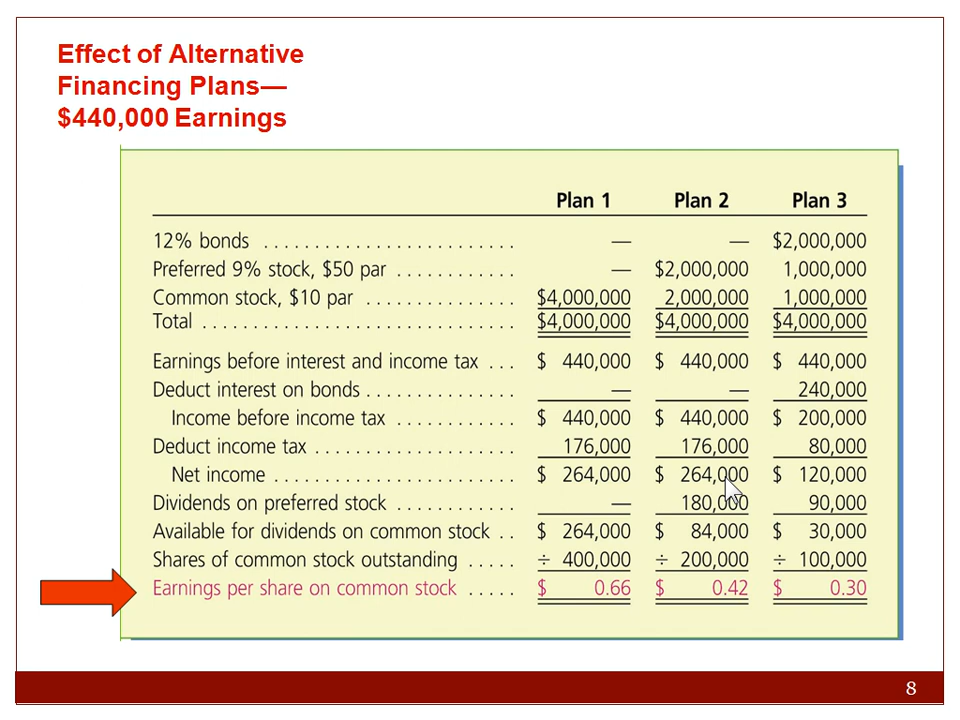 Effect of Alternative
Financing Plans—
$440,000 Earnings
Plan 1 Plan 2 Plan 3
12% bonds . . . . . . . . . . . . . . . . . . . . . . . . . — — $2,000,000
Preferred 9% stock, $50 par . . . . . . . . . . . . — $2,000,000 1,000,000
Common stock, $10 par . . . . . . . . . . . . . . . $4,000,000 2,000,000 1,000,000
Total . . . . . . . . . . . . . . . . . . . . . . . . . . . . . . . $4,000,000 $4,000,000 $4,000,000
Earnings before interest and income tax . . . $ 440,000 $ 440,000 $ 440,000
Deduct interest on bonds . . . . . . . . . . . . . . . — — 240,000
Income before income tax . . . . . . . . . . . . $ 440,000 $ 440,000 $ 200,000
Deduct income tax . . . . . . . . . . . . . . . . . . . . 176,000 176,000 80,000
Net income . . . . . . . . . . . . . . . . . . . . . . . . $ 264,000 $ 264,000 $ 120,000
Dividends on preferred stock . . . . . . . . . . . . — 180,000 90,000
Available for dividends on common stock . . $ 264,000 $ 84,000 $ 30,000
Shares of common stock outstanding . . . . . ÷ 400,000 ÷ 200,000 ÷ 100,000
Earnings per share on common stock . . . . . $ 0.66 $ 0.42 $ 0.30
8